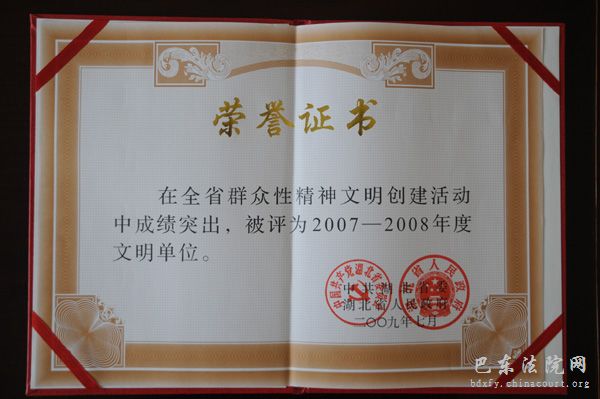 荣誉证书
在全省群众性精神文明创建活动
中成绩突出，被评为2007—2008年度
文明单位。
中共湖北省委
湖北省人民政府
二〇〇九年七月
巴东法院网
bdxfy.chinacourt.org